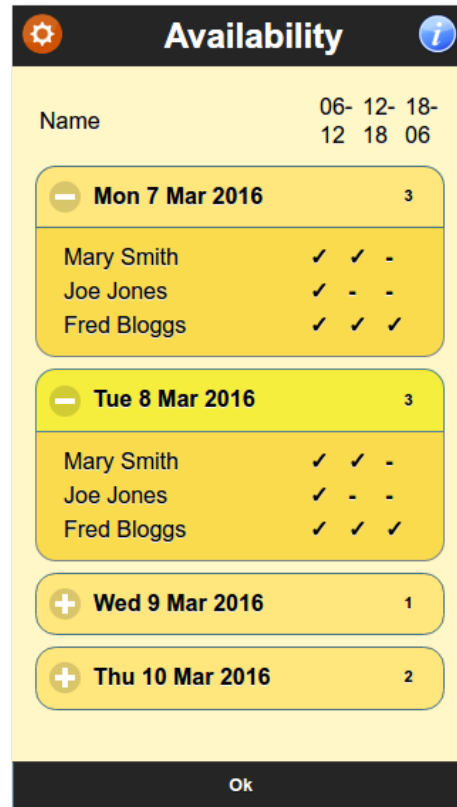 Availability i
Name 06-12 12-18 18-06
Mon 7 Mar 2016 3
Mary Smith ✓ ✓ -
Joe Jones ✓ - -
Fred Bloggs ✓ ✓ ✓
Tue 8 Mar 2016 3
Mary Smith ✓ ✓ -
Joe Jones ✓ - -
Fred Bloggs ✓ ✓ ✓
Wed 9 Mar 2016 1
Thu 10 Mar 2016 2
Ok